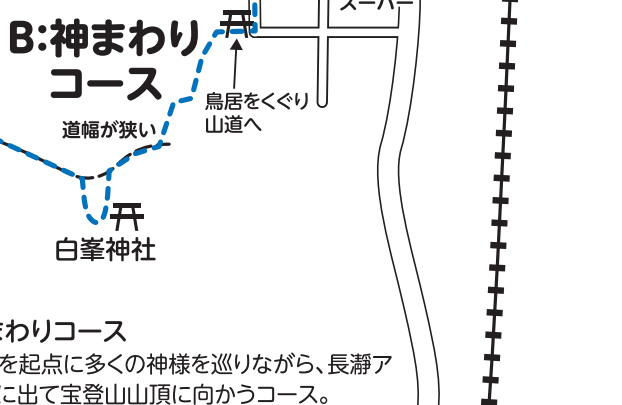 スーパー
B:神まわり
コース
鳥居をくぐり
山道へ
道幅が狭い
白峯神社
まわりコース
を起点に多くの神様を巡りながら、長瀞ア
に出て宝登山山頂に向かうコース。